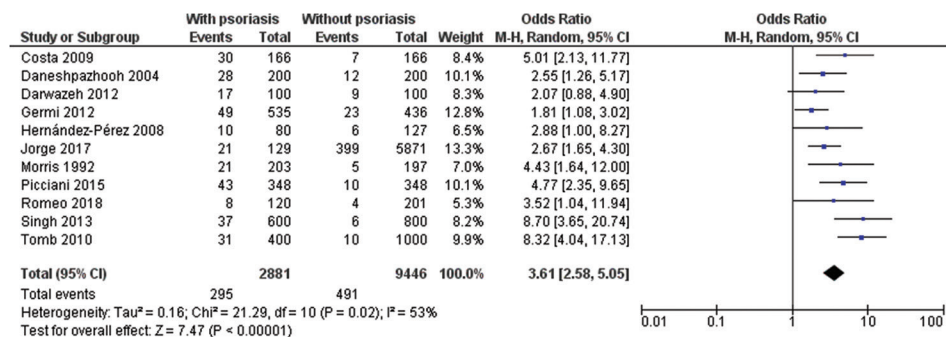 With psoriasis Without psoriasis Odds Ratio Odds Ratio
Study or Subgroup Events Total Events Total Weight M-H, Random, 95% CI M-H, Random, 95% CI
Costa 2009 30 166 7 166 8.4% 5.01 [2.13, 11.77]
Daneshpazhooh 2004 28 200 12 200 10.1% 2.55 [1.26, 5.17]
Darwazeh 2012 17 100 9 100 8.3% 2.07 [0.88, 4.90]
Germi 2012 49 535 23 436 12.8% 1.81 [1.08, 3.02]
Hernández-Pérez 2008 10 80 6 127 6.5% 2.88 [1.00, 8.27]
Jorge 2017 21 129 399 5871 13.3% 2.67 [1.65, 4.30]
Morris 1992 21 203 5 197 7.0% 4.43 [1.64, 12.00]
Picciani 2015 43 348 10 348 10.1% 4.77 [2.35, 9.65]
Romeo 2018 8 120 4 201 5.3% 3.52 [1.04, 11.94]
Singh 2013 37 600 6 800 8.2% 8.70 [3.65, 20.74]
Tomb 2010 31 400 10 1000 9.9% 8.32 [4.04, 17.13]
Total (95% CI) 2881 9446 100.0% 3.61 [2.58, 5.05]
Total events 295 491
Heterogeneity: Tau² = 0.16; Chi² = 21.29, df = 10 (P = 0.02); I² = 53%
Test for overall effect: Z = 7.47 (P < 0.00001)
0.01 0.1 1 10 100